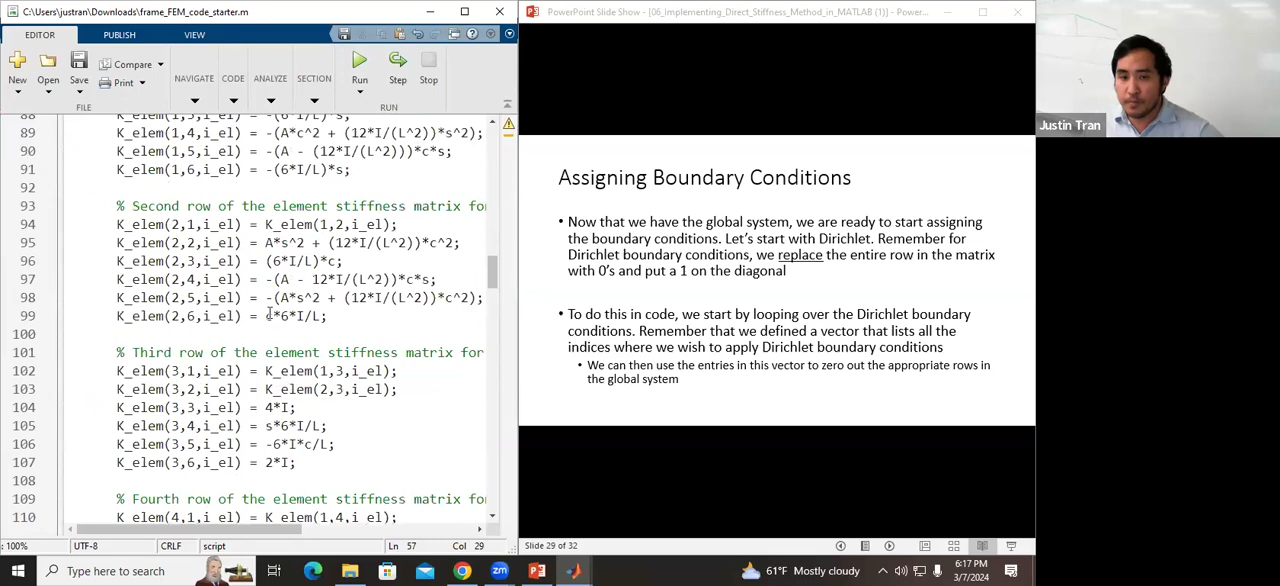 C:\Users\justran\Downloads\frame_FEM_code_starter.m
EDITOR PUBLISH VIEW
New Open Save Compare Print NAVIGATE CODE ANALYZE SECTION Run Step Stop
FILE RUN
89 K_elem(1,4,i_el) = -(A*c^2 + (12*I/(L^2))*s^2);
90 K_elem(1,5,i_el) = -(A - (12*I/(L^2)))*c*s;
91 K_elem(1,6,i_el) = -(6*I/L)*s;
92
93 % Second row of the element stiffness matrix for
94 K_elem(2,1,i_el) = K_elem(1,2,i_el);
95 K_elem(2,2,i_el) = A*s^2 + (12*I/(L^2))*c^2;
96 K_elem(2,3,i_el) = (6*I/L)*c;
97 K_elem(2,4,i_el) = -(A - 12*I/(L^2))*c*s;
98 K_elem(2,5,i_el) = -(A*s^2 + (12*I/(L^2))*c^2);
99 K_elem(2,6,i_el) = c*6*I/L;
100
101 % Third row of the element stiffness matrix for
102 K_elem(3,1,i_el) = K_elem(1,3,i_el);
103 K_elem(3,2,i_el) = K_elem(2,3,i_el);
104 K_elem(3,3,i_el) = 4*I;
105 K_elem(3,4,i_el) = s*6*I/L;
106 K_elem(3,5,i_el) = -6*I*c/L;
107 K_elem(3,6,i_el) = 2*I;
108
109 % Fourth row of the element stiffness matrix fo
110 K_elem(4,1,i_el) = K_elem(1,4,i_el);
: 100% UTF-8 CRLF script Ln 57 Col 29
PowerPoint Slide Show - [06_Implementing_Direct_Stiffness_Method_in_MATLAB (1)] - Power...
Assigning Boundary Conditions
• Now that we have the global system, we are ready to start assigning
the boundary conditions. Let's start with Dirichlet. Remember for
Dirichlet boundary conditions, we replace the entire row in the matrix
with 0's and put a 1 on the diagonal
• To do this in code, we start by looping over the Dirichlet boundary
conditions. Remember that we defined a vector that lists all the
indices where we wish to apply Dirichlet boundary conditions
• We can then use the entries in this vector to zero out the appropriate rows in
the global system
Slide 29 of 32
Justin Tran
Type here to search
zm
61°F Mostly cloudy
6:17 PM
3/7/2024